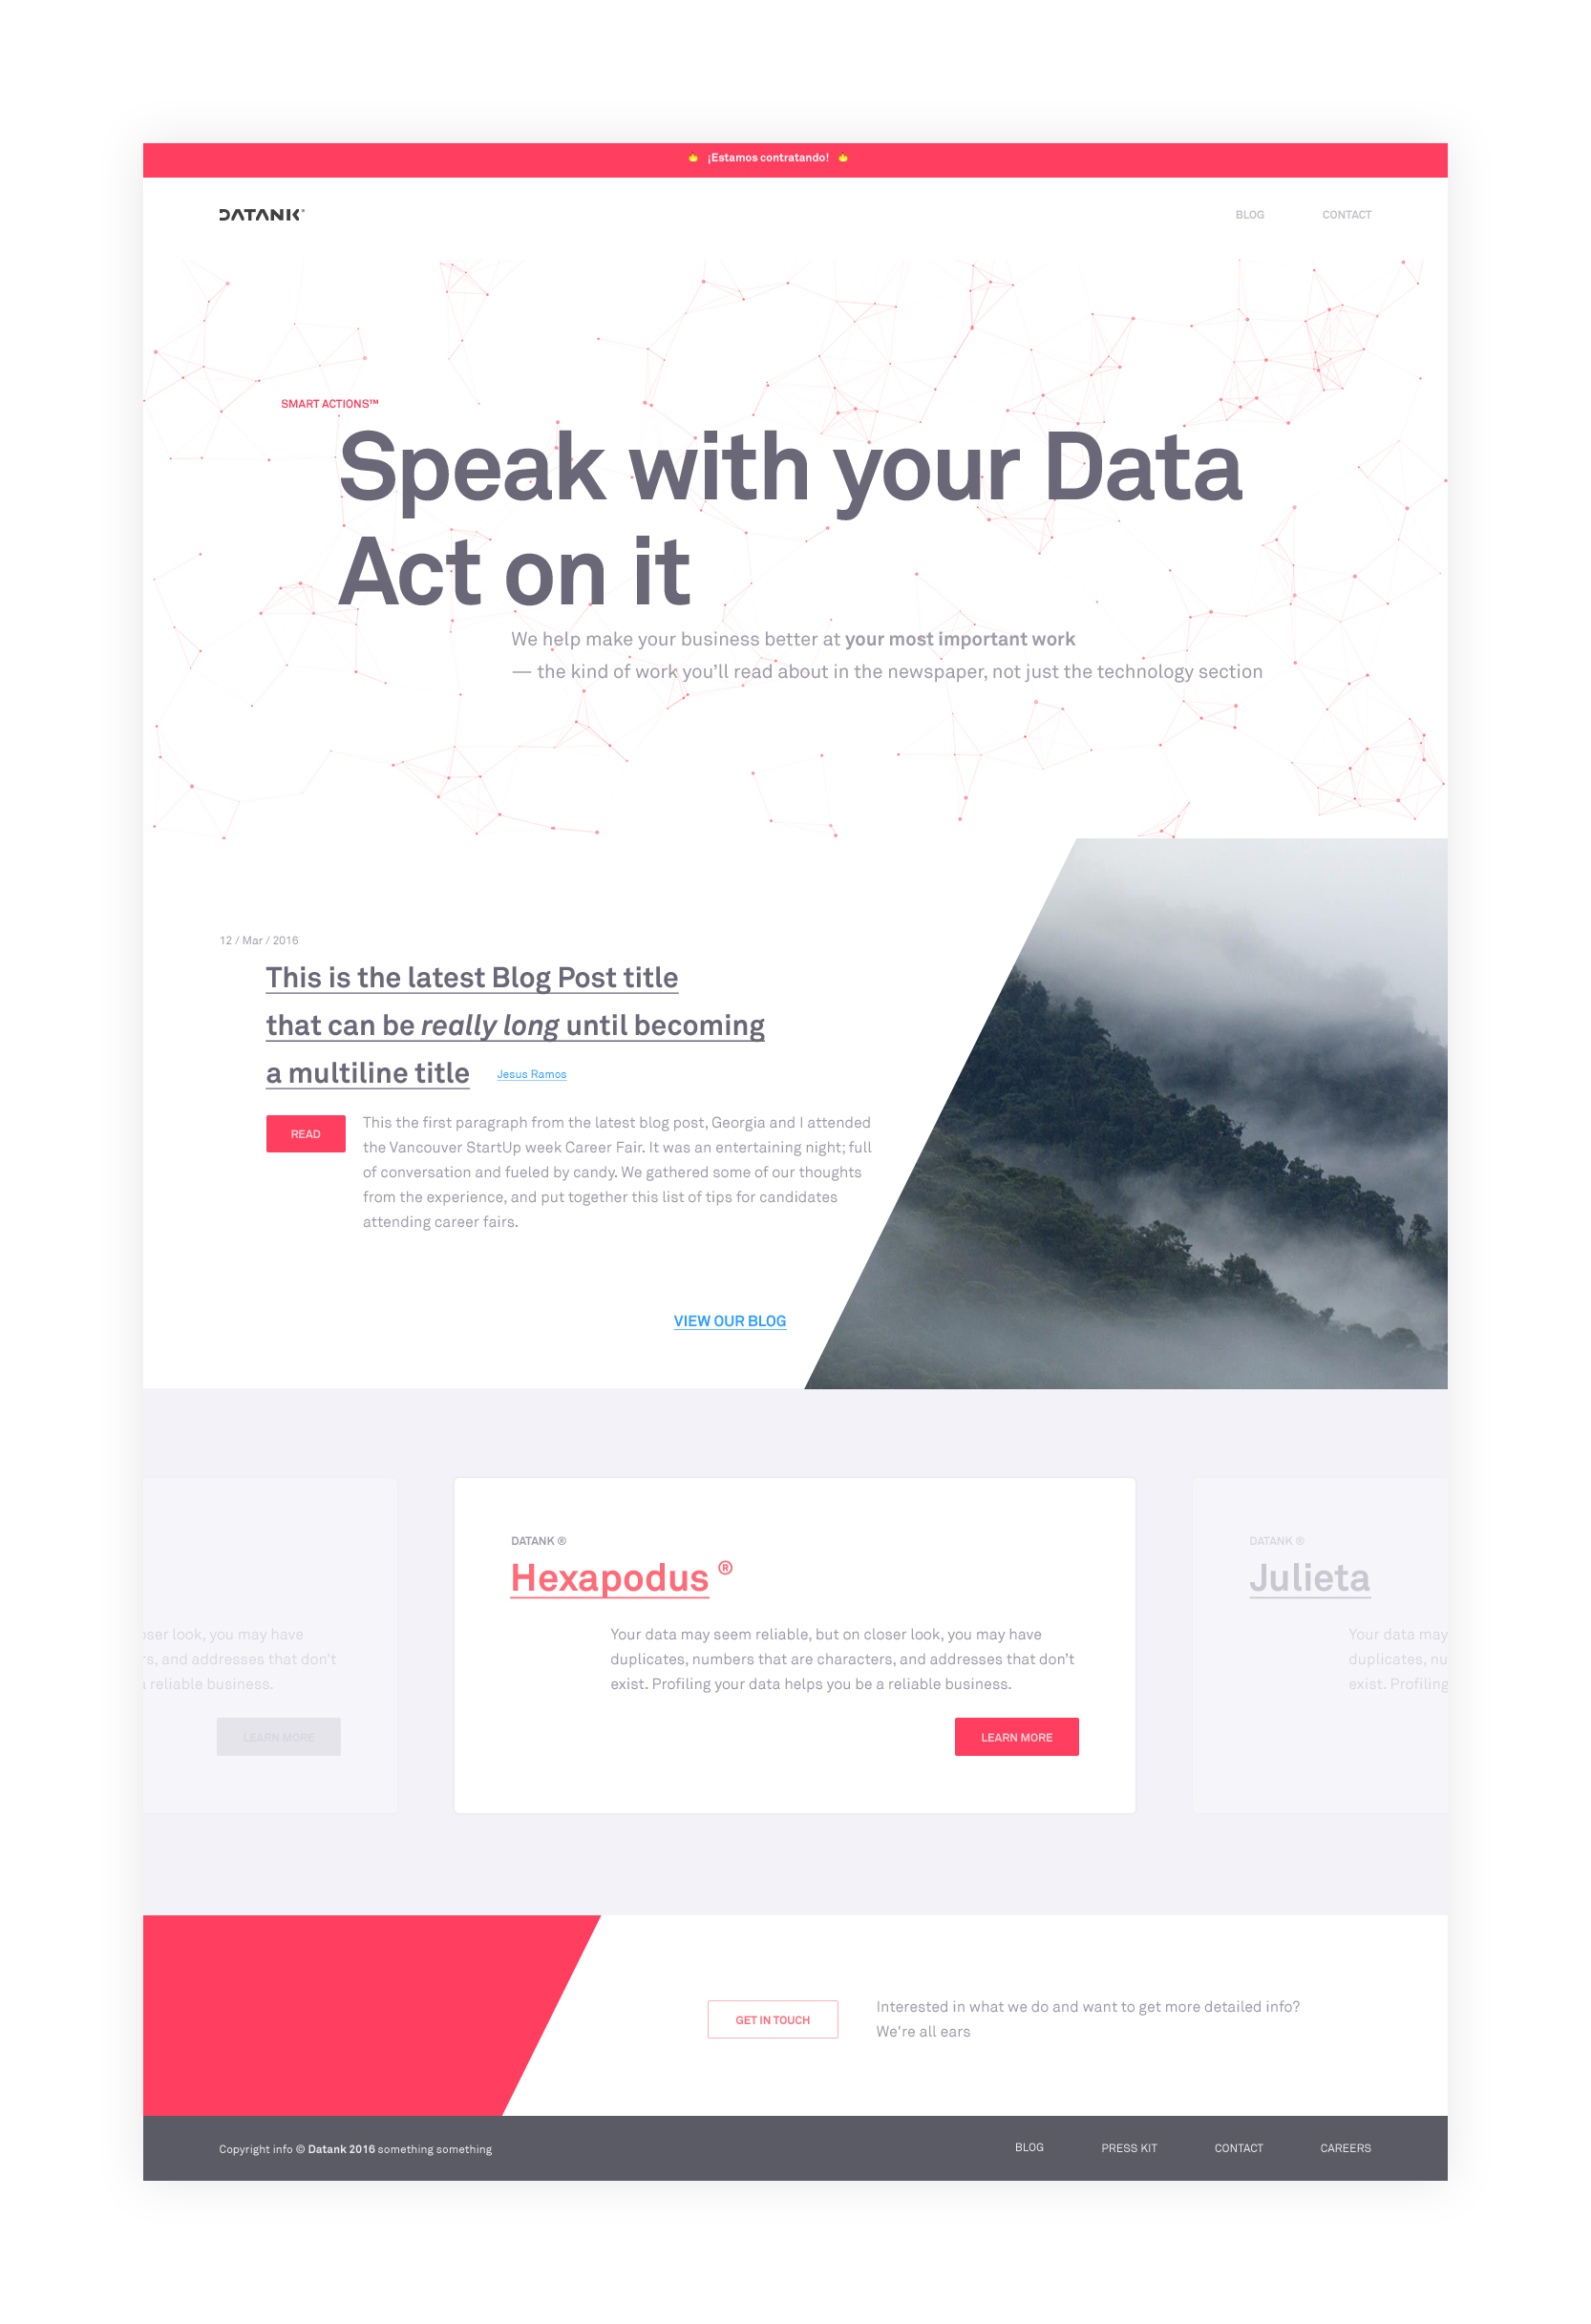 ¡Estamos contratando!
DATANK
BLOG CONTACT
SMART ACTIONS™
Speak with your Data
Act on it
We help make your business better at your most important work
— the kind of work you’ll read about in the newspaper, not just the technology section
12 / Mar / 2016
This is the latest Blog Post title
that can be really long until becoming
a multiline title Jesus Ramos
READ
This the first paragraph from the latest blog post, Georgia and I attended
the Vancouver StartUp week Career Fair. It was an entertaining night; full
of conversation and fueled by candy. We gathered some of our thoughts
from the experience, and put together this list of tips for candidates
attending career fairs.
VIEW OUR BLOG
look, you may have
and addresses that don’t
reliable business.
LEARN MORE
DATANK ®
Hexapodus ®
Your data may seem reliable, but on closer look, you may have
duplicates, numbers that are characters, and addresses that don’t
exist. Profiling your data helps you be a reliable business.
LEARN MORE
DATANK ®
Julieta
Your data may
duplicates, nu
exist. Profiling
GET IN TOUCH
Interested in what we do and want to get more detailed info?
We’re all ears
Copyright info © Datank 2016 something something
BLOG PRESS KIT CONTACT CAREERS